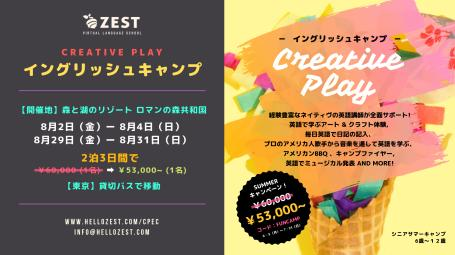 ZEST
VIRTUAL LANGUAGE SCHOOL
CREATIVE PLAY
イングリッシュキャンプ
【開催地】森と湖のリゾート ロマンの森共和国
8月2日（金）ー 8月4日（日）
8月29日（金）ー 8月31日（日）
2泊3日間で
¥60,000 (1名) ➡ ¥53,000~ (1名)
【東京】貸切バスで移動
WWW.HELLOZEST.COM/CPEC
INFO@HELLOZEST.COM
ー イングリッシュキャンプ ー
Creative
Play
経験豊富なネイティヴの英語講師が全面サポート!
英語で学ぶアート & クラフト体験,
毎日英語で日記の記入,
プロのアメリカ人歌手から音楽を通して英語を学ぶ,
アメリカンBBQ 、キャンプファイヤー,
英語でミュージカル発表 AND MORE!
SUMMER
キャンペーン!
¥60,000
¥53,000~
コード：FUNCAMP
シニアサマーキャンプ
6歳〜12歳